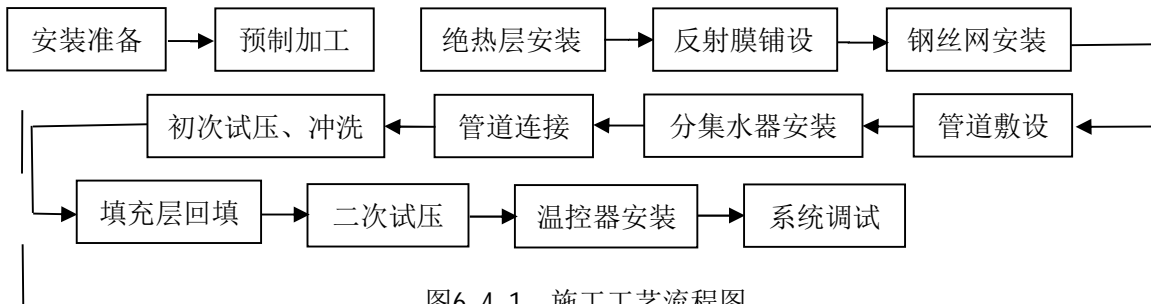 安装准备 预制加工 绝热层安装 反射膜铺设 钢丝网安装
初次试压、冲洗 管道连接 分集水器安装 管道敷设
填充层回填 二次试压 温控器安装 系统调试
图6.4.1 施工工艺流程图